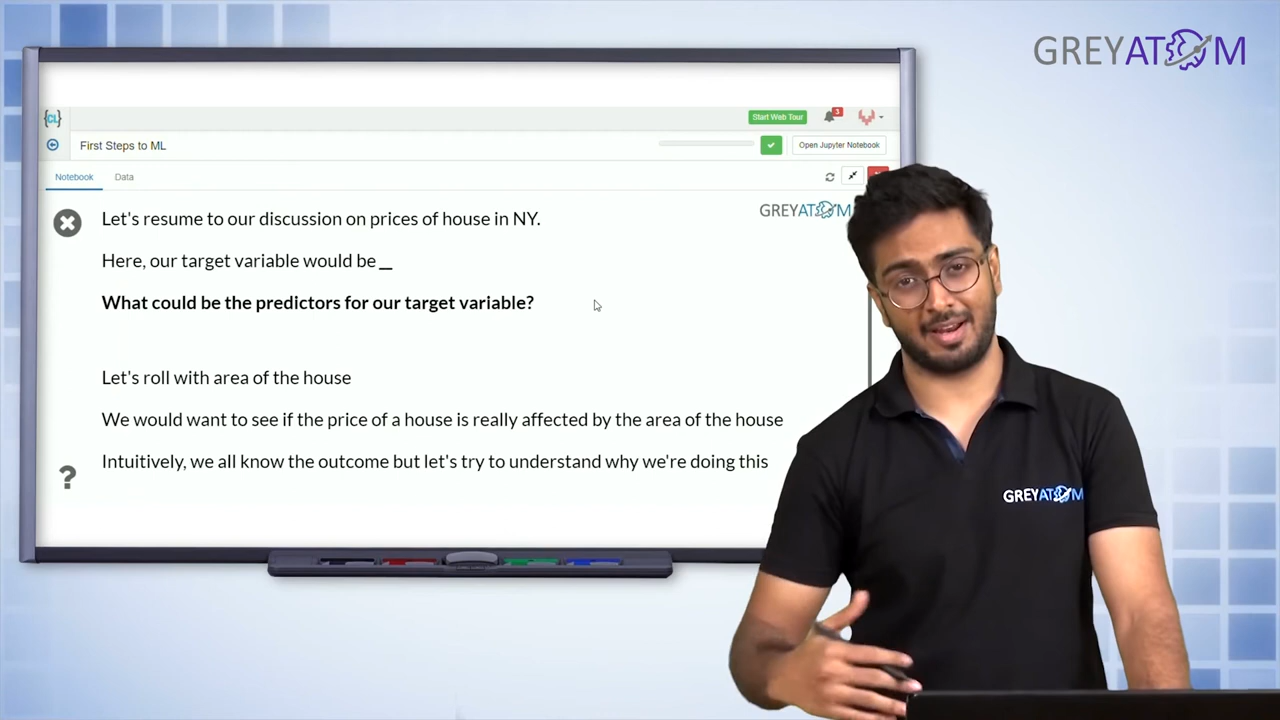 GREYATOM
{CL}
Start Web Tour
3
First Steps to ML
Open Jupyter Notebook
Notebook
Data
GREYATOM
Let's resume to our discussion on prices of house in NY.
Here, our target variable would be _
What could be the predictors for our target variable?
Let's roll with area of the house
We would want to see if the price of a house is really affected by the area of the house
Intuitively, we all know the outcome but let's try to understand why we're doing this
?
GREYATOM